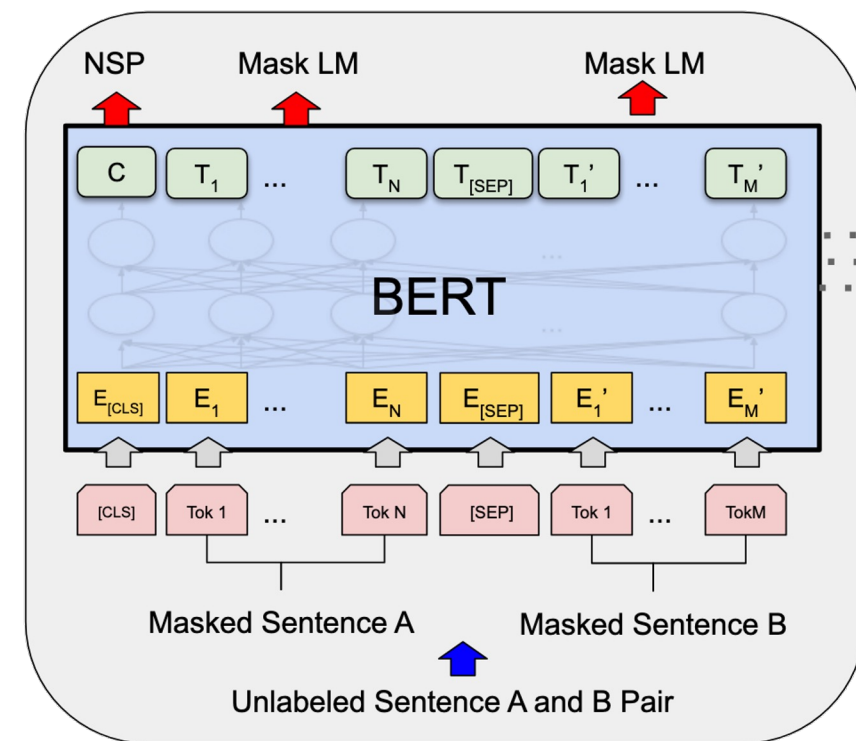 NSP Mask LM Mask LM
C T1 ... TN T[SEP] T1’ ... TM’
...
BERT
...
E[CLS] E1 ... EN E[SEP] E1’ ... EM’
[CLS] Tok 1 ... Tok N [SEP] Tok 1 ... TokM
Masked Sentence A Masked Sentence B
Unlabeled Sentence A and B Pair